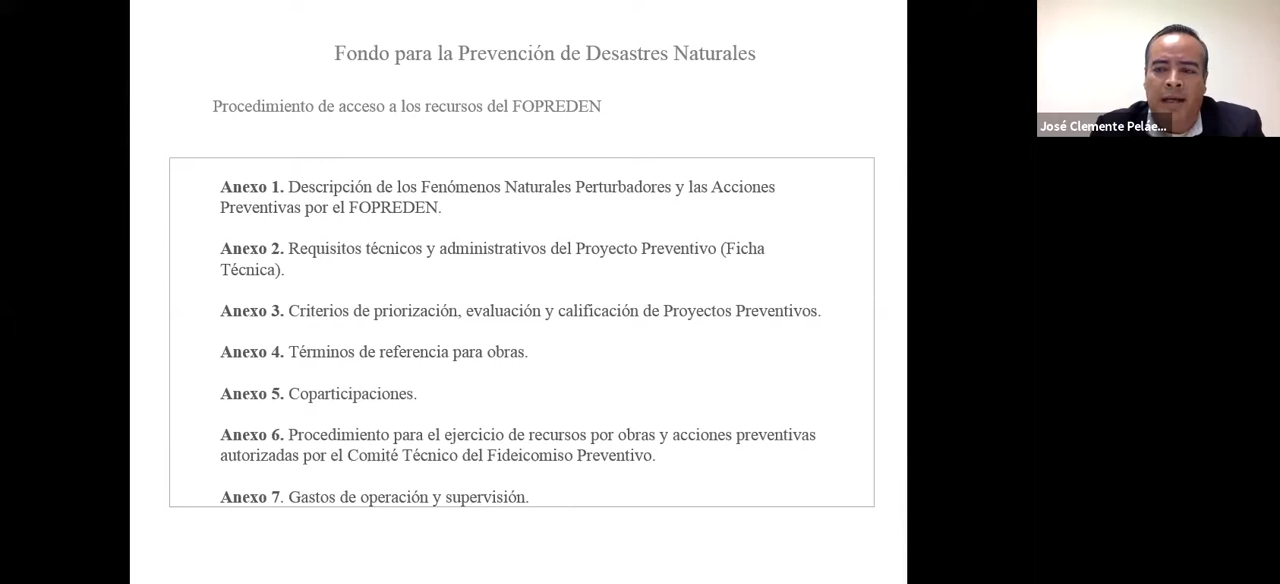 Fondo para la Prevención de Desastres Naturales
Procedimiento de acceso a los recursos del FOPREDEN
Anexo 1. Descripción de los Fenómenos Naturales Perturbadores y las Acciones
Preventivas por el FOPREDEN.
Anexo 2. Requisitos técnicos y administrativos del Proyecto Preventivo (Ficha
Técnica).
Anexo 3. Criterios de priorización, evaluación y calificación de Proyectos Preventivos.
Anexo 4. Términos de referencia para obras.
Anexo 5. Coparticipaciones.
Anexo 6. Procedimiento para el ejercicio de recursos por obras y acciones preventivas
autorizadas por el Comité Técnico del Fideicomiso Preventivo.
Anexo 7. Gastos de operación y supervisión.
José Clemente Peláe...